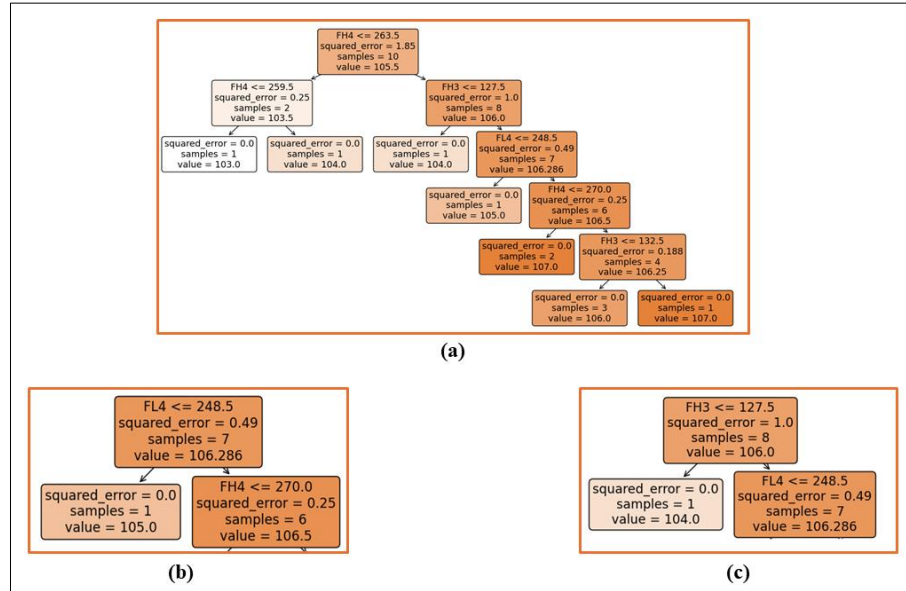 FH4 <= 263.5
squared_error = 1.85
samples = 10
value = 105.5
FH4 <= 259.5
squared_error = 0.25
samples = 2
value = 103.5
FH3 <= 127.5
squared_error = 1.0
samples = 8
value = 106.0
squared_error = 0.0
samples = 1
value = 103.0
squared_error = 0.0
samples = 1
value = 104.0
squared_error = 0.0
samples = 1
value = 104.0
FL4 <= 248.5
squared_error = 0.49
samples = 7
value = 106.286
squared_error = 0.0
samples = 1
value = 105.0
FH4 <= 270.0
squared_error = 0.25
samples = 6
value = 106.5
squared_error = 0.0
samples = 2
value = 107.0
FH3 <= 132.5
squared_error = 0.188
samples = 4
value = 106.25
squared_error = 0.0
samples = 3
value = 106.0
squared_error = 0.0
samples = 1
value = 107.0
(a)
FL4 <= 248.5
squared_error = 0.49
samples = 7
value = 106.286
squared_error = 0.0
samples = 1
value = 105.0
FH4 <= 270.0
squared_error = 0.25
samples = 6
value = 106.5
(b)
FH3 <= 127.5
squared_error = 1.0
samples = 8
value = 106.0
squared_error = 0.0
samples = 1
value = 104.0
FL4 <= 248.5
squared_error = 0.49
samples = 7
value = 106.286
(c)